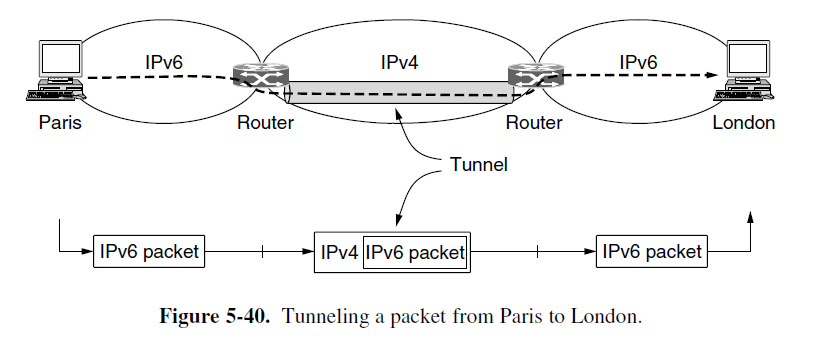 IPv6
IPv4
IPv6
Paris
Router
Router
London
Tunnel
IPv6 packet
IPv4 IPv6 packet
IPv6 packet
Figure 5-40. Tunneling a packet from Paris to London.